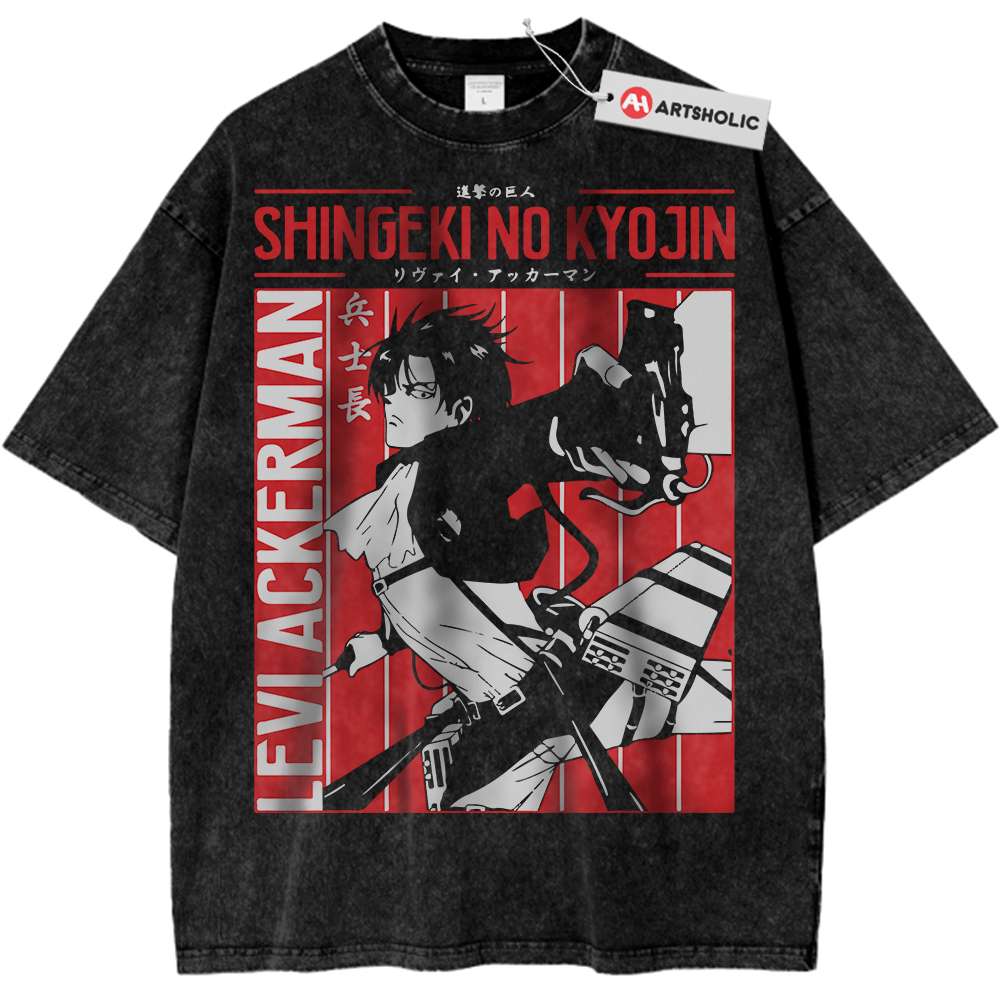 L
AH ARTSHOLIC
進撃の巨人
SHINGEKI NO KYOJIN
リヴァイ・アッカーマン
LEVI ACKERMAN
兵士長